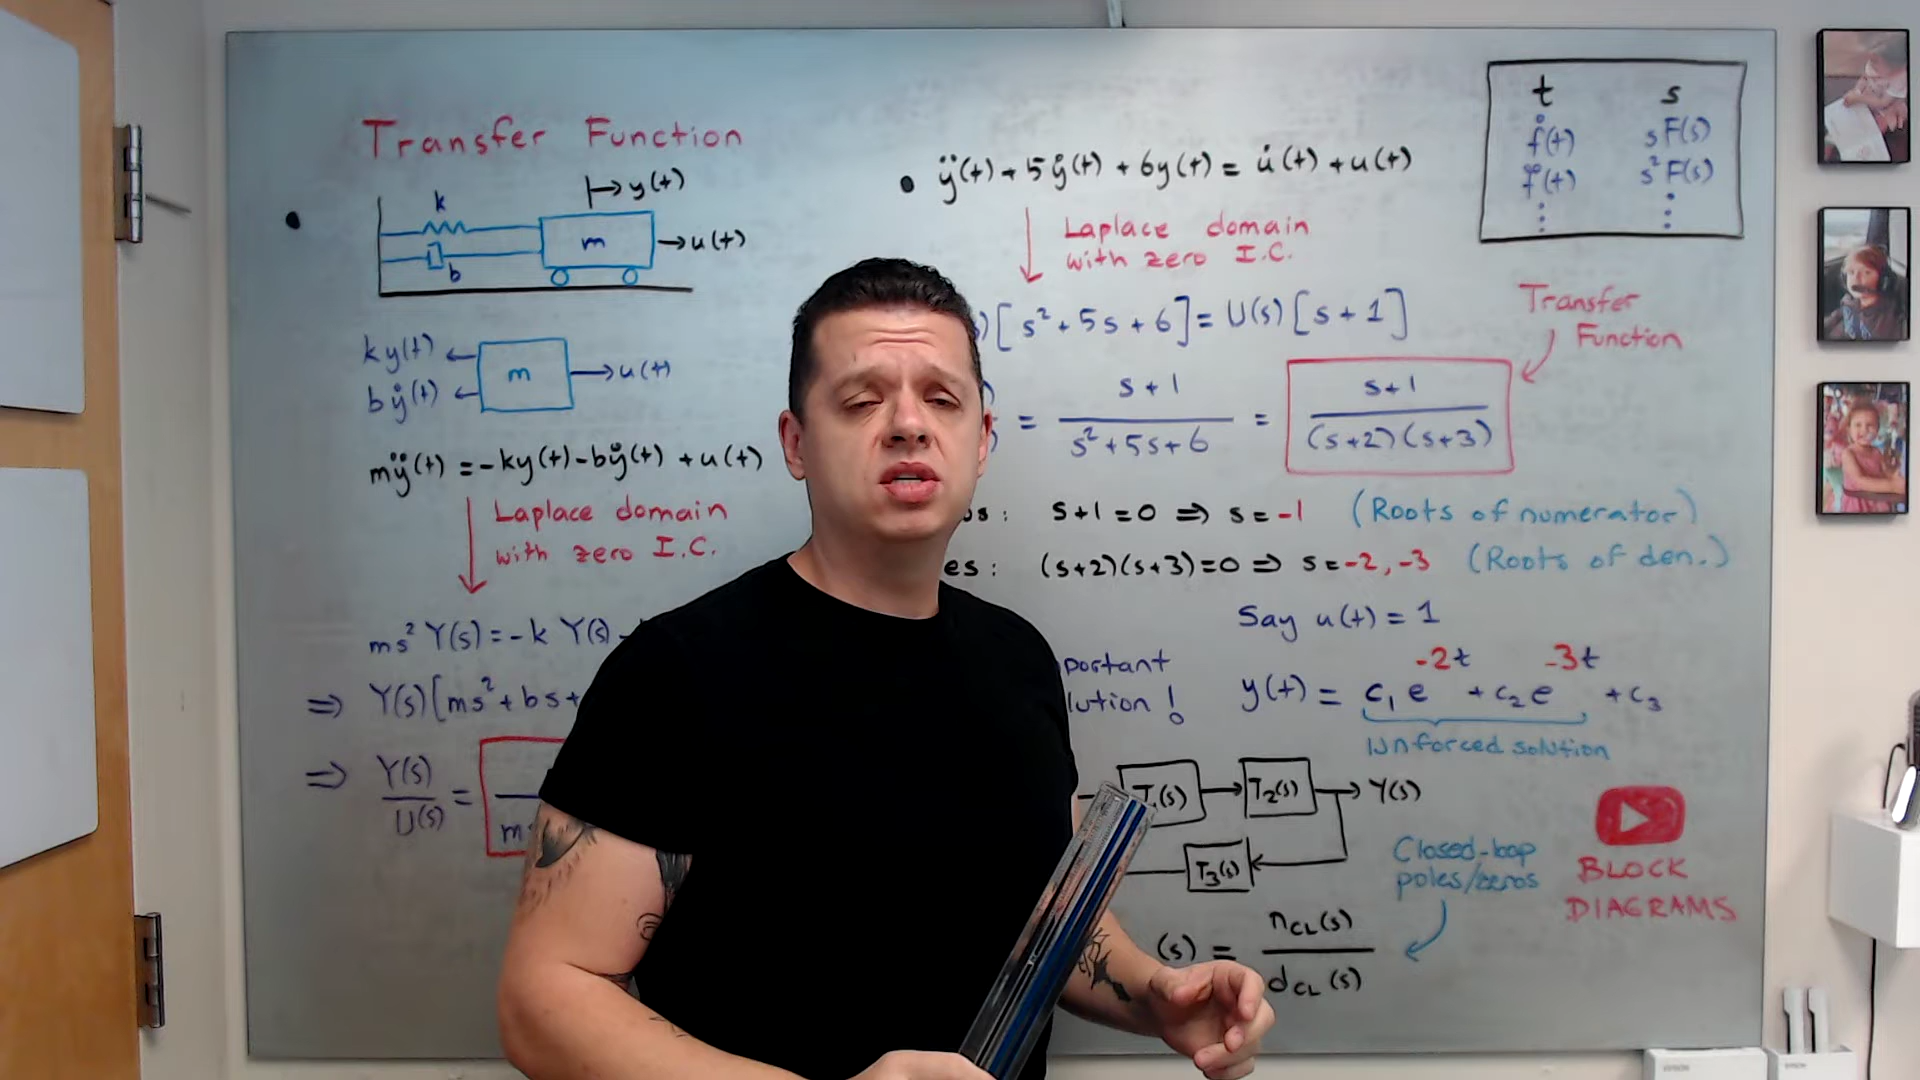 Transfer Function
k
b
m
y(t)
u(t)
ky(t)
bẏ(t)
m
u(t)
mÿ(t) = -ky(t) - bẏ(t) + u(t)
Laplace domain
with zero I.C.
ms² Y(s) = -k Y(s) -
⇒ Y(s)[ms² + bs +
⇒ Y(s)/U(s) =
ÿ(t) + 5ẏ(t) + 6y(t) = u̇(t) + u(t)
Laplace domain
with zero I.C.
)[s² + 5s + 6] = U(s)[s + 1]
= s + 1 / s² + 5s + 6 = s + 1 / (s+2)(s+3)
Transfer
Function
s+1 = 0 ⇒ s = -1 (Roots of numerator)
(s+2)(s+3) = 0 ⇒ s = -2, -3 (Roots of den.)
Say u(t) = 1
y(t) = c₁ e^-2t + c₂ e^-3t + c₃
Unforced solution
T₂(s)
Y(s)
T₃(s)
Closed-loop
poles/zeros
(s) = n_CL(s) / d_CL(s)
BLOCK
DIAGRAMS
t s
ḟ(t) sF(s)
f̈(t) s²F(s)
⋮ ⋮